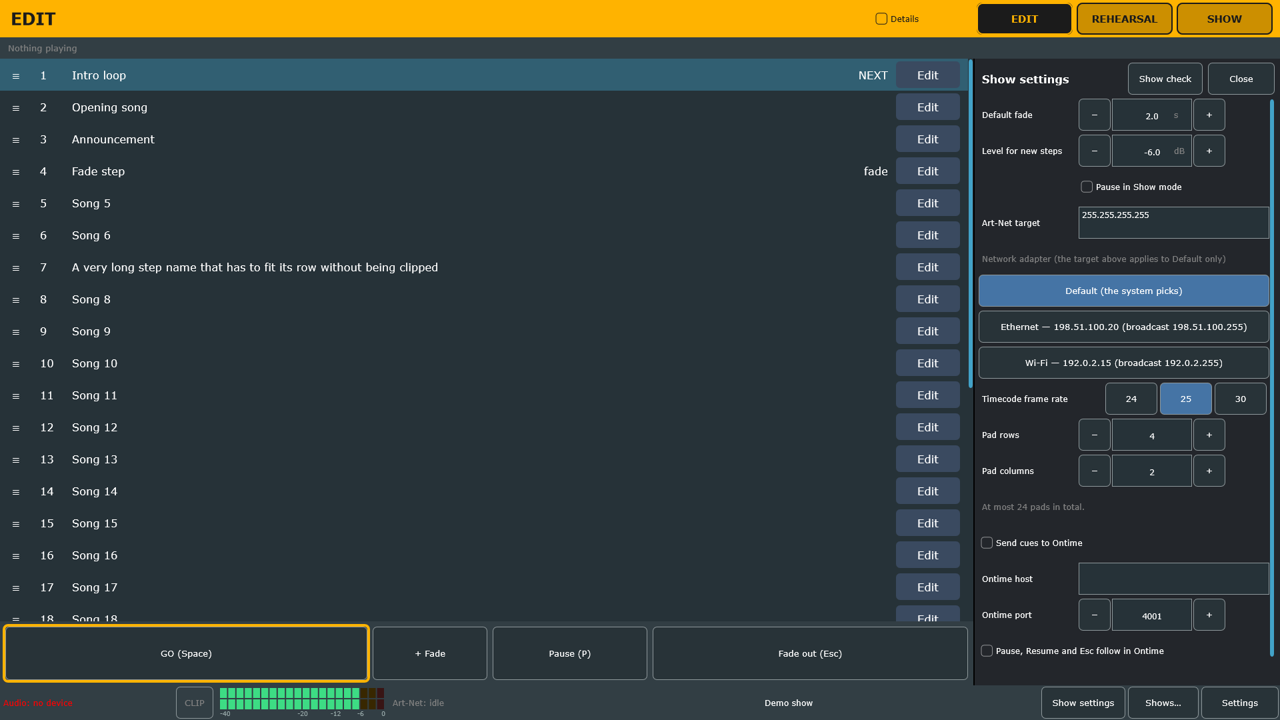 EDIT
Details
EDIT
REHEARSAL
SHOW
Nothing playing
1 Intro loop NEXT Edit
2 Opening song Edit
3 Announcement Edit
4 Fade step fade Edit
5 Song 5 Edit
6 Song 6 Edit
7 A very long step name that has to fit its row without being clipped Edit
8 Song 8 Edit
9 Song 9 Edit
10 Song 10 Edit
11 Song 11 Edit
12 Song 12 Edit
13 Song 13 Edit
14 Song 14 Edit
15 Song 15 Edit
16 Song 16 Edit
17 Song 17 Edit
18 Song 18 Edit
Show settings
Show check
Close
Default fade − 2.0 s +
Level for new steps − -6.0 dB +
Pause in Show mode
Art-Net target 255.255.255.255
Network adapter (the target above applies to Default only)
Default (the system picks)
Ethernet — 198.51.100.20 (broadcast 198.51.100.255)
Wi-Fi — 192.0.2.15 (broadcast 192.0.2.255)
Timecode frame rate 24 25 30
Pad rows − 4 +
Pad columns − 2 +
At most 24 pads in total.
Send cues to Ontime
Ontime host
Ontime port − 4001 +
Pause, Resume and Esc follow in Ontime
GO (Space)
+ Fade
Pause (P)
Fade out (Esc)
Audio: no device
CLIP
-40 -20 -12 -6 0
Art-Net: idle
Demo show
Show settings
Shows...
Settings